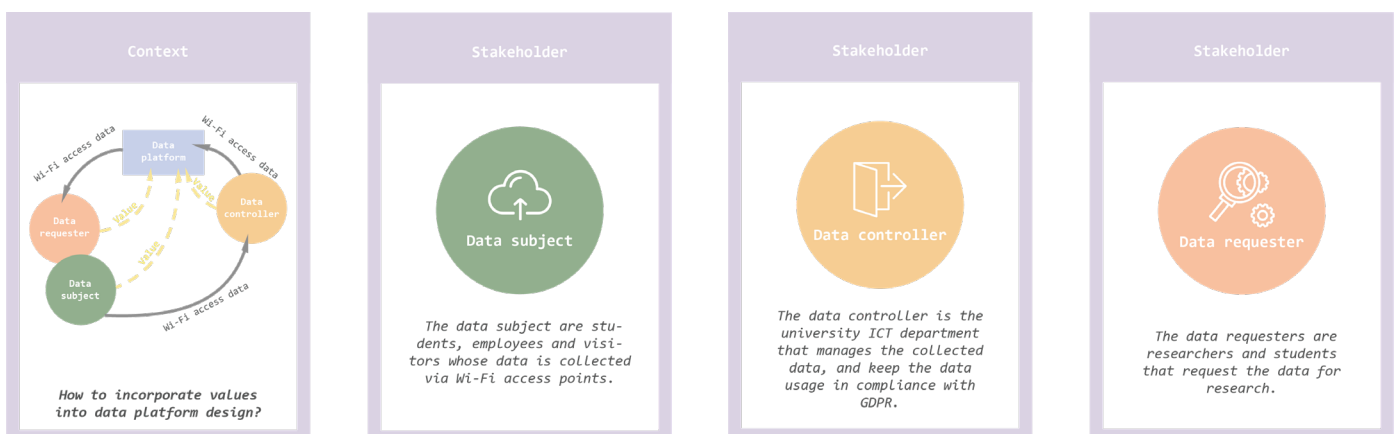 Context
Wi-Fi access data
Wi-Fi access data
Data
platform
Value
Value
Value
Data
requester
Data
controller
Data
subject
Wi-Fi access data
How to incorporate values
into data platform design?
Stakeholder
Data subject
The data subject are stu-
dents, employees and visi-
tors whose data is collected
via Wi-Fi access points.
Stakeholder
Data controller
The data controller is the
university ICT department
that manages the collected
data, and keep the data
usage in compliance with
GDPR.
Stakeholder
Data requester
The data requesters are
researchers and students
that request the data for
research.